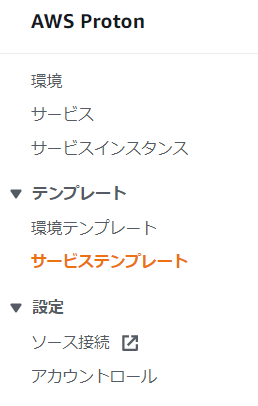 AWS Proton
環境
サービス
サービスインスタンス
テンプレート
環境テンプレート
サービステンプレート
設定
ソース接続
アカウントロール